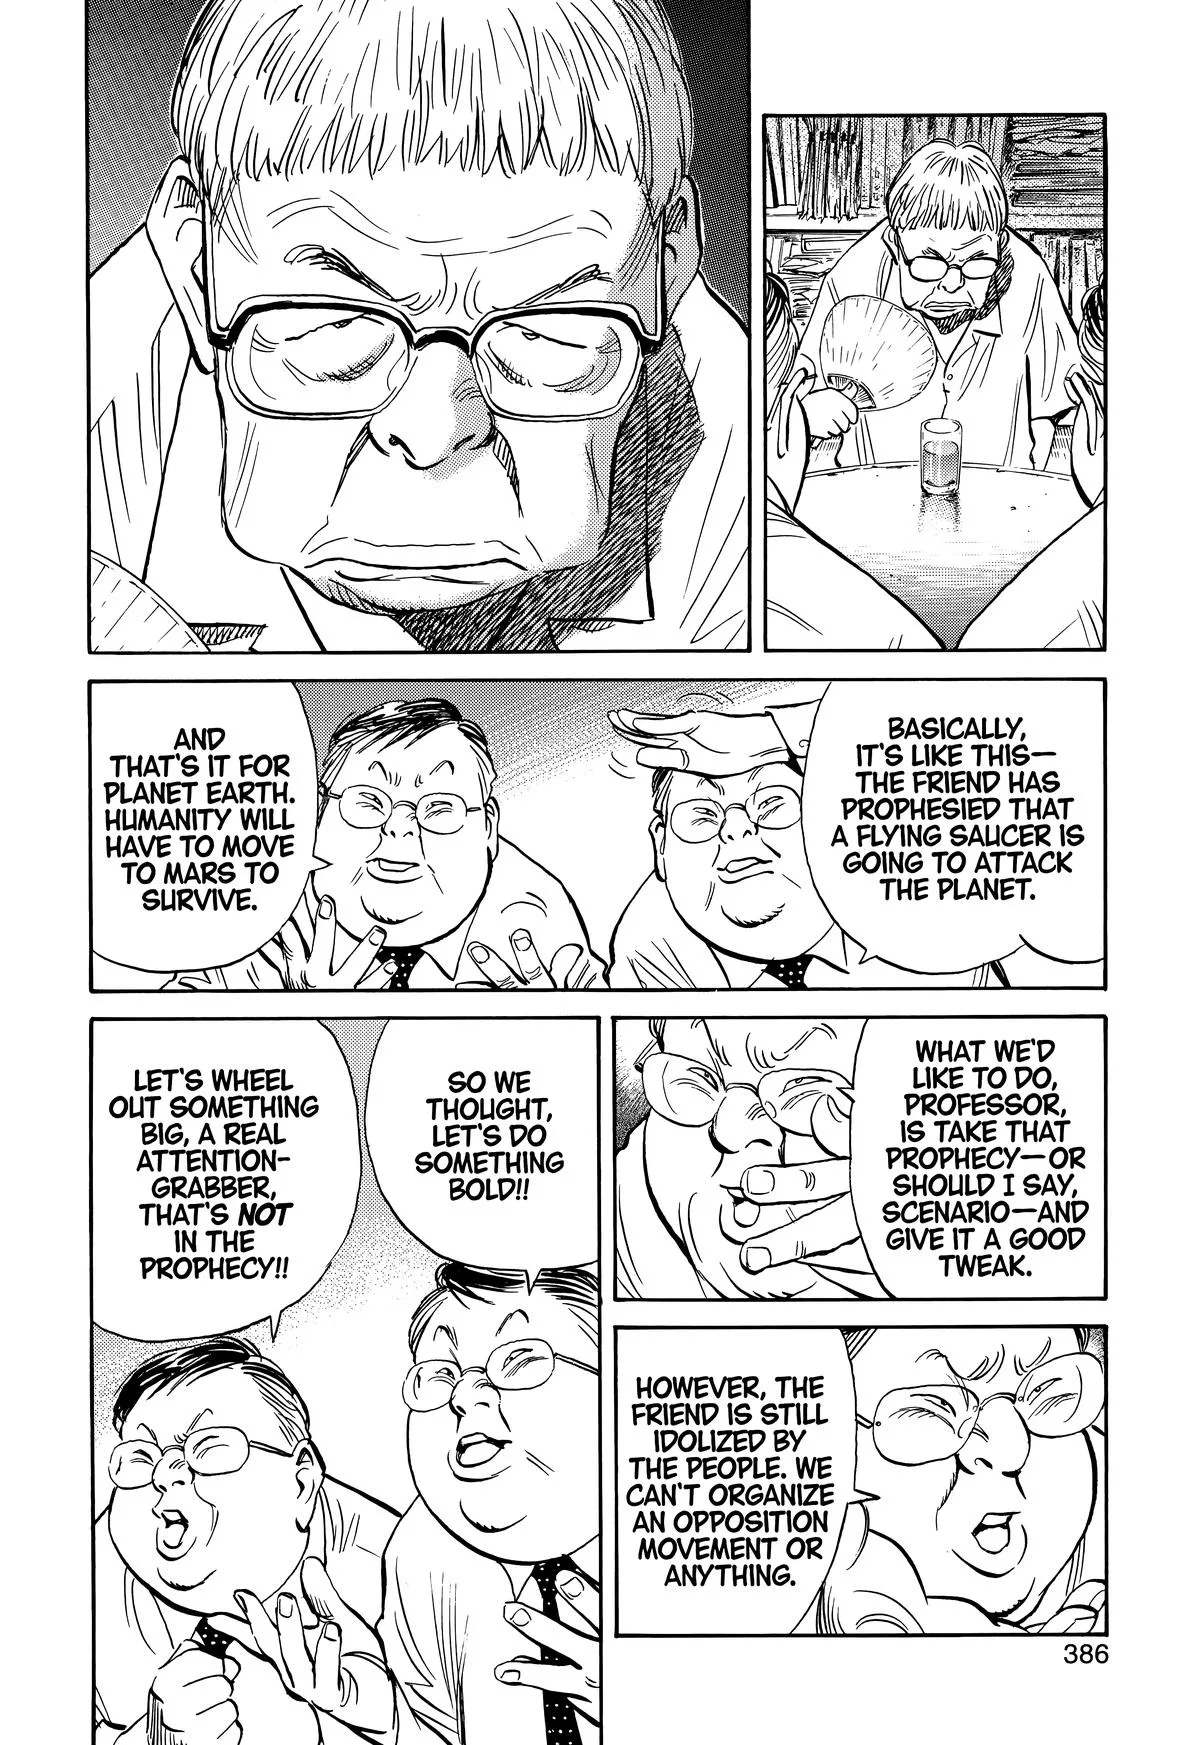 BASICALLY,
IT'S LIKE THIS—
THE FRIEND HAS
PROPHESIED THAT
A FLYING SAUCER IS
GOING TO ATTACK
THE PLANET.
AND
THAT'S IT FOR
PLANET EARTH.
HUMANITY WILL
HAVE TO MOVE
TO MARS TO
SURVIVE.
WHAT WE'D
LIKE TO DO,
PROFESSOR,
IS TAKE THAT
PROPHECY—OR
SHOULD I SAY,
SCENARIO—AND
GIVE IT A GOOD
TWEAK.
HOWEVER, THE
FRIEND IS STILL
IDOLIZED BY
THE PEOPLE. WE
CAN'T ORGANIZE
AN OPPOSITION
MOVEMENT OR
ANYTHING.
SO WE
THOUGHT,
LET'S DO
SOMETHING
BOLD!!
LET'S WHEEL
OUT SOMETHING
BIG, A REAL
ATTENTION-
GRABBER,
THAT'S NOT
IN THE
PROPHECY!!
386